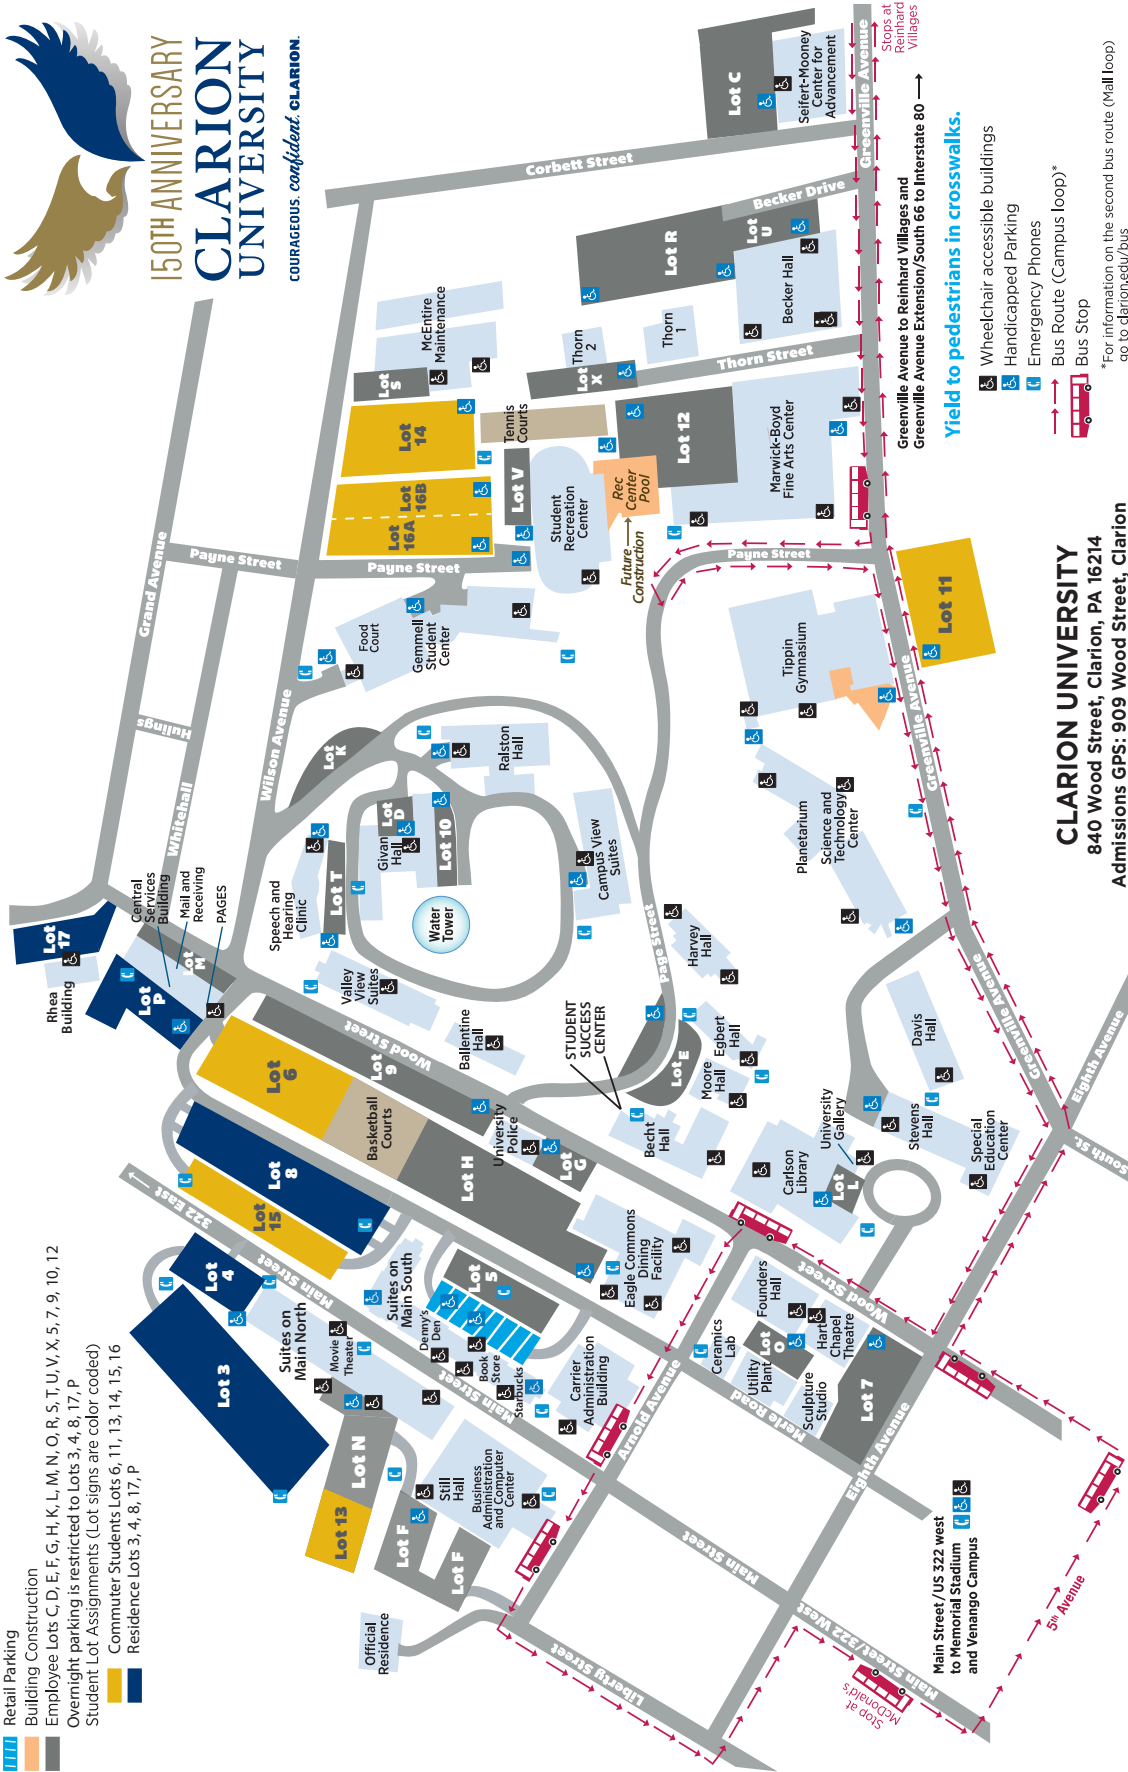 150TH ANNIVERSARY
CLARION
UNIVERSITY
COURAGEOUS. confident. CLARION.
Retail Parking
Building Construction
Employee Lots C, D, E, F, G, H, K, L, M, N, O, R, S, T, U, V, X, 5, 7, 9, 10, 12
Overnight parking is restricted to Lots 3, 4, 8, 17, P
Student Lot Assignments (Lot signs are color coded)
Commuter Students Lots 6, 11, 13, 14, 15, 16
Residence Lots 3, 4, 8, 17, P
Grand Avenue
Payne Street
Hulings
Whitehall
Wilson Avenue
Corbett Street
Lot 17
Rhea
Building
Central
Services
Building
Mail and
Receiving
PAGES
Lot P
Lot M
Lot S
McEntire
Maintenance
Lot 14
Lot 16A
Lot 16B
Payne Street
Tennis
Courts
Lot V
Student
Recreation
Center
Rec
Center
Pool
Future
Construction
Lot X
Thorn
2
Thorn
1
Thorn Street
Lot R
Lot U
Becker Drive
Becker Hall
Lot C
Seifert-Mooney
Center for
Advancement
Greenville Avenue
Stops at
Reinhard
Villages
Lot 12
Marwick-Boyd
Fine Arts Center
Payne Street
Food
Court
Gemmell
Student
Center
Lot K
Ralston
Hall
Lot D
Givan
Hall
Lot 10
Lot T
Speech and
Hearing
Clinic
Water
Tower
Campus View
Suites
Valley
View
Suites
Ballentine
Hall
Wood Street
Lot 9
Lot 6
Basketball
Courts
Lot 8
Lot 15
322 East
Main Street
Lot 4
Lot 3
Suites on
Main North
Movie
Theater
Suites on
Main South
Lot H
University
Police
Lot G
Lot 5
Denny's
Den
Book
Store
Starbucks
Main Street
Carrier
Administration
Building
Eagle Commons
Dining
Facility
STUDENT
SUCCESS
CENTER
Becht
Hall
Lot E
Moore
Hall
Egbert
Hall
Page Street
Harvey
Hall
Tippin
Gymnasium
Planetarium
Science and
Technology
Center
Lot 11
Greenville Avenue
Greenville Avenue
Greenville Avenue
Davis
Hall
Stevens
Hall
University
Gallery
Lot L
Carlson
Library
Special
Education
Center
Eighth Avenue
South St.
Wood Street
Founders
Hall
Hart
Chapel
Theatre
Lot O
Ceramics
Lab
Utility
Plant
Sculpture
Studio
Merle Road
Lot 7
Eighth Avenue
Arnold Avenue
Lot N
Lot 13
Lot F
Lot F
Still
Hall
Business
Administration
and Computer
Center
Official
Residence
Liberty Street
Main Street
Main Street/322 West
Stop at
McDonald's
5th Avenue
Main Street/US 322 west
to Memorial Stadium
and Venango Campus
Greenville Avenue to Reinhard Villages and
Greenville Avenue Extension/South 66 to Interstate 80
Yield to pedestrians in crosswalks.
Wheelchair accessible buildings
Handicapped Parking
Emergency Phones
Bus Route (Campus loop)*
Bus Stop
*For information on the second bus route (Mall loop)
go to clarion.edu/bus
CLARION UNIVERSITY
840 Wood Street, Clarion, PA 16214
Admissions GPS: 909 Wood Street, Clarion